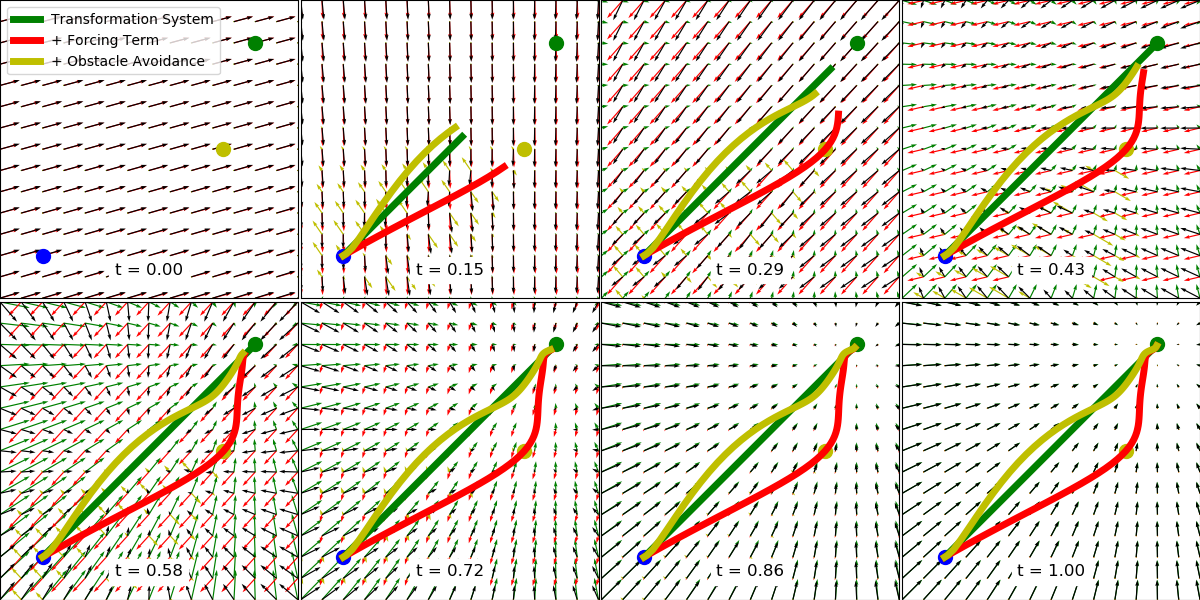 Transformation System
+ Forcing Term
+ Obstacle Avoidance
t = 0.00
t = 0.15
t = 0.29
t = 0.43
t = 0.58
t = 0.72
t = 0.86
t = 1.00